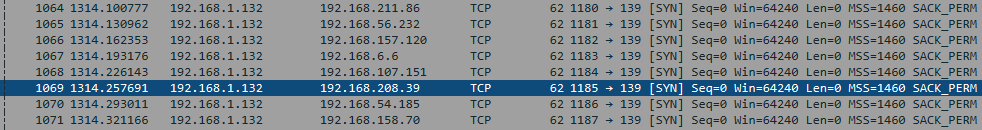 1064 1314.100777 192.168.1.132 192.168.211.86 TCP 62 1180 → 139 [SYN] Seq=0 Win=64240 Len=0 MSS=1460 SACK_PERM
1065 1314.130962 192.168.1.132 192.168.56.232 TCP 62 1181 → 139 [SYN] Seq=0 Win=64240 Len=0 MSS=1460 SACK_PERM
1066 1314.162353 192.168.1.132 192.168.157.120 TCP 62 1182 → 139 [SYN] Seq=0 Win=64240 Len=0 MSS=1460 SACK_PERM
1067 1314.193176 192.168.1.132 192.168.6.6 TCP 62 1183 → 139 [SYN] Seq=0 Win=64240 Len=0 MSS=1460 SACK_PERM
1068 1314.226143 192.168.1.132 192.168.107.151 TCP 62 1184 → 139 [SYN] Seq=0 Win=64240 Len=0 MSS=1460 SACK_PERM
1069 1314.257691 192.168.1.132 192.168.208.39 TCP 62 1185 → 139 [SYN] Seq=0 Win=64240 Len=0 MSS=1460 SACK_PERM
1070 1314.293011 192.168.1.132 192.168.54.185 TCP 62 1186 → 139 [SYN] Seq=0 Win=64240 Len=0 MSS=1460 SACK_PERM
1071 1314.321166 192.168.1.132 192.168.158.70 TCP 62 1187 → 139 [SYN] Seq=0 Win=64240 Len=0 MSS=1460 SACK_PERM